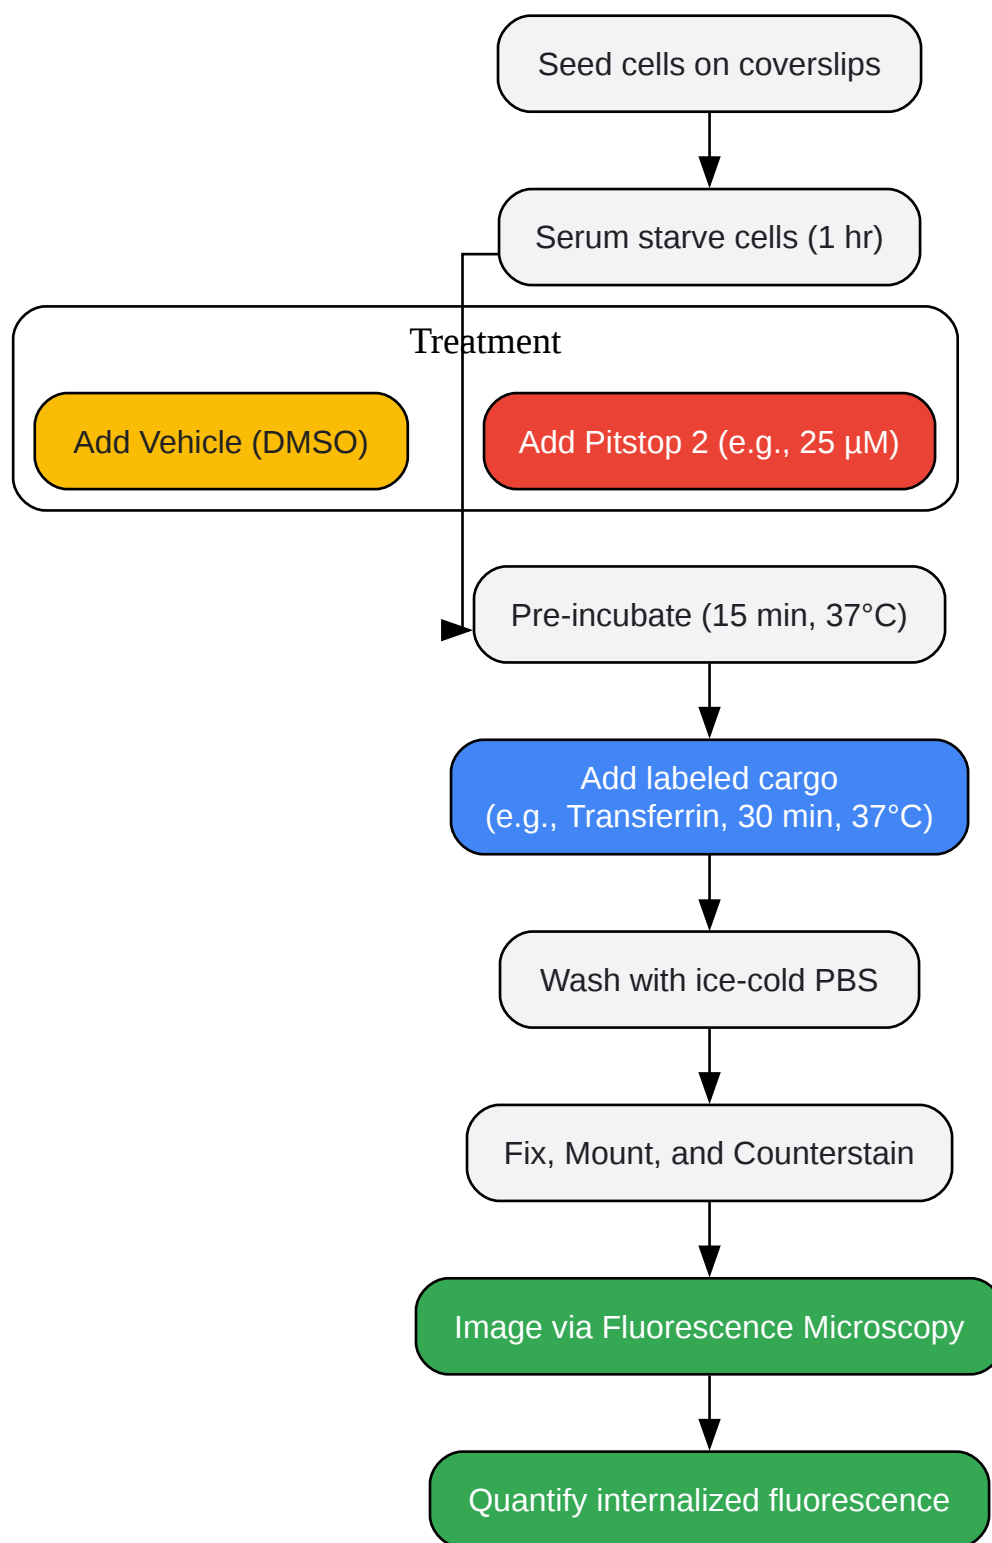 Seed cells on coverslips
Serum starve cells (1 hr)
Treatment
Add Vehicle (DMSO)
Add Pitstop 2 (e.g., 25 µM)
Pre-incubate (15 min, 37°C)
Add labeled cargo
(e.g., Transferrin, 30 min, 37°C)
Wash with ice-cold PBS
Fix, Mount, and Counterstain
Image via Fluorescence Microscopy
Quantify internalized fluorescence